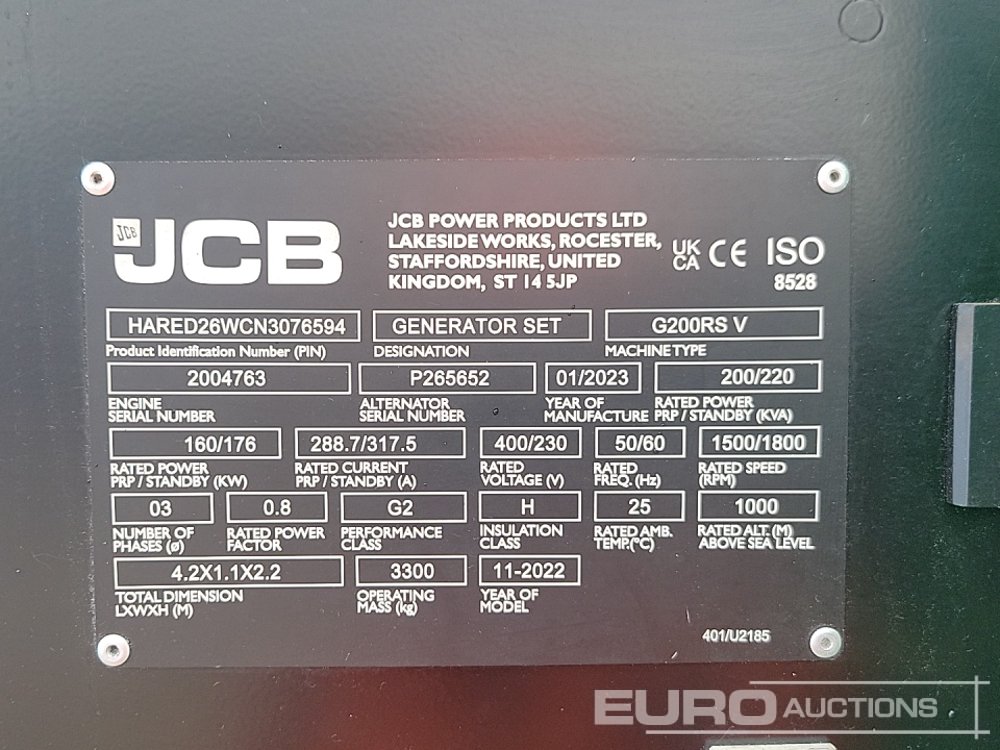 JCB
JCB
JCB POWER PRODUCTS LTD
LAKESIDE WORKS, ROCESTER,
STAFFORDSHIRE, UNITED
KINGDOM, ST 14 5JP
UK
CA CE ISO
8528
HARED26WCN3076594 GENERATOR SET G200RS V
Product Identification Number (PIN) DESIGNATION MACHINE TYPE
2004763 P265652 01/2023 200/220
ENGINE ALTERNATOR YEAR OF RATED POWER
SERIAL NUMBER SERIAL NUMBER MANUFACTURE PRP / STANDBY (KVA)
160/176 288.7/317.5 400/230 50/60 1500/1800
RATED POWER RATED CURRENT RATED RATED RATED SPEED
PRP / STANDBY (KW) PRP / STANDBY (A) VOLTAGE (V) FREQ. (Hz) (RPM)
03 0.8 G2 H 25 1000
NUMBER OF RATED POWER PERFORMANCE INSULATION RATED AMB. RATED ALT. (M)
PHASES (ø) FACTOR CLASS CLASS TEMP.(°C) ABOVE SEA LEVEL
4.2X1.1X2.2 3300 11-2022
TOTAL DIMENSION OPERATING YEAR OF
LXWXH (M) MASS (kg) MODEL
401/U2185
EURO AUCTIONS